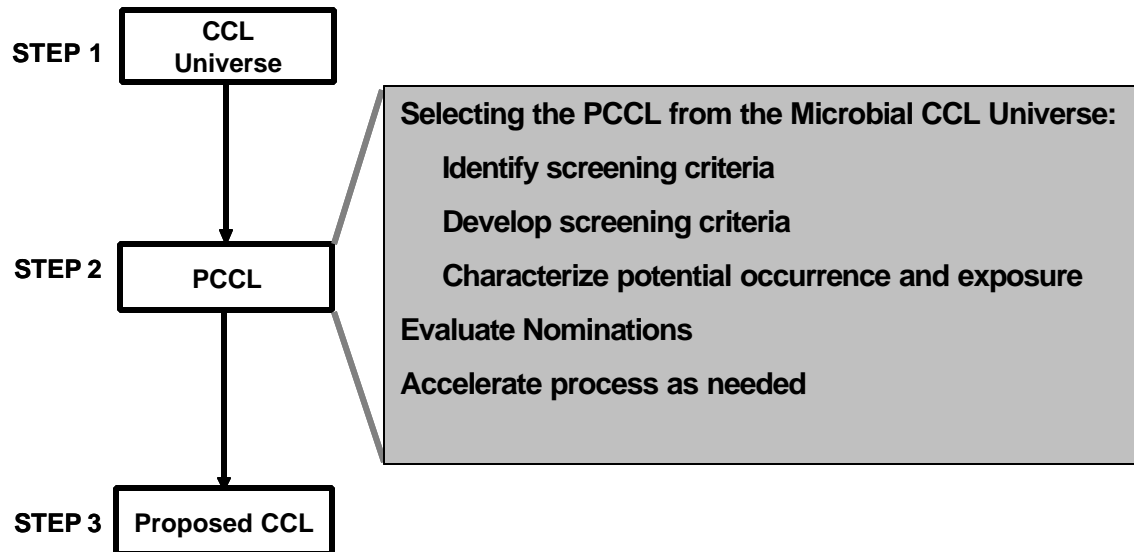 STEP 1
CCL
Universe
Selecting the PCCL from the Microbial CCL Universe:
Identify screening criteria
Develop screening criteria
Characterize potential occurrence and exposure
Evaluate Nominations
Accelerate process as needed
STEP 2
PCCL
STEP 3
Proposed CCL